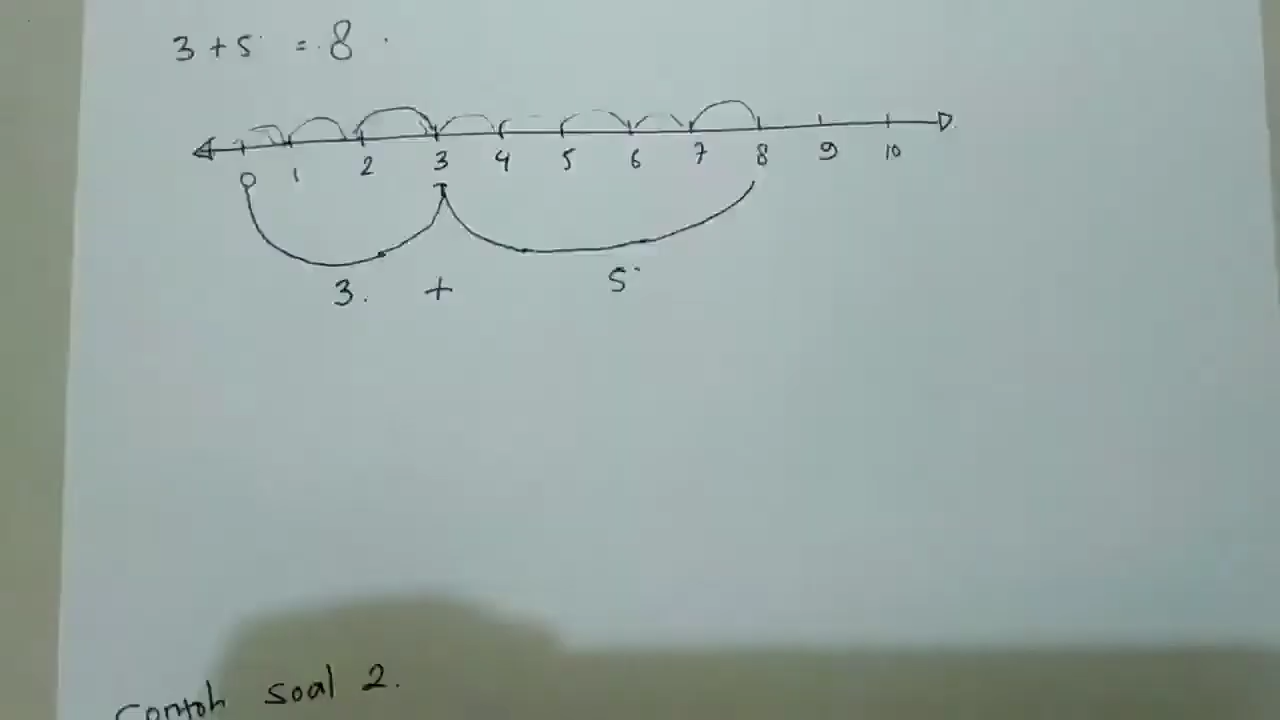 3 + 5 = 8
0 1 2 3 4 5 6 7 8 9 10
3 + 5
Contoh soal 2.